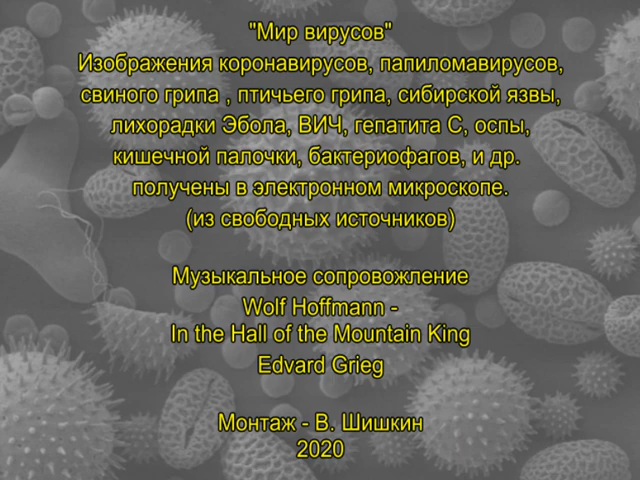 "Мир вирусов"
Изображения коронавирусов, папиломавирусов,
свиного грипа , птичьего грипа, сибирской язвы,
лихорадки Эбола, ВИЧ, гепатита С, оспы,
кишечной палочки, бактериофагов, и др.
получены в электронном микроскопе.
(из свободных источников)
Музыкальное сопровожление
Wolf Hoffmann -
In the Hall of the Mountain King
Edvard Grieg
Монтаж - В. Шишкин
2020